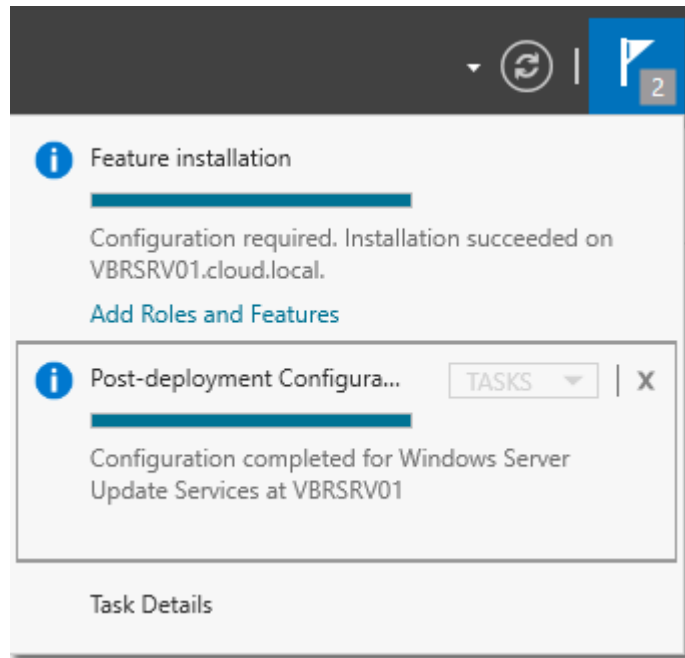 2
Feature installation
Configuration required. Installation succeeded on
VBRSRV01.cloud.local.
Add Roles and Features
Post-deployment Configura...
TASKS
X
Configuration completed for Windows Server
Update Services at VBRSRV01
Task Details